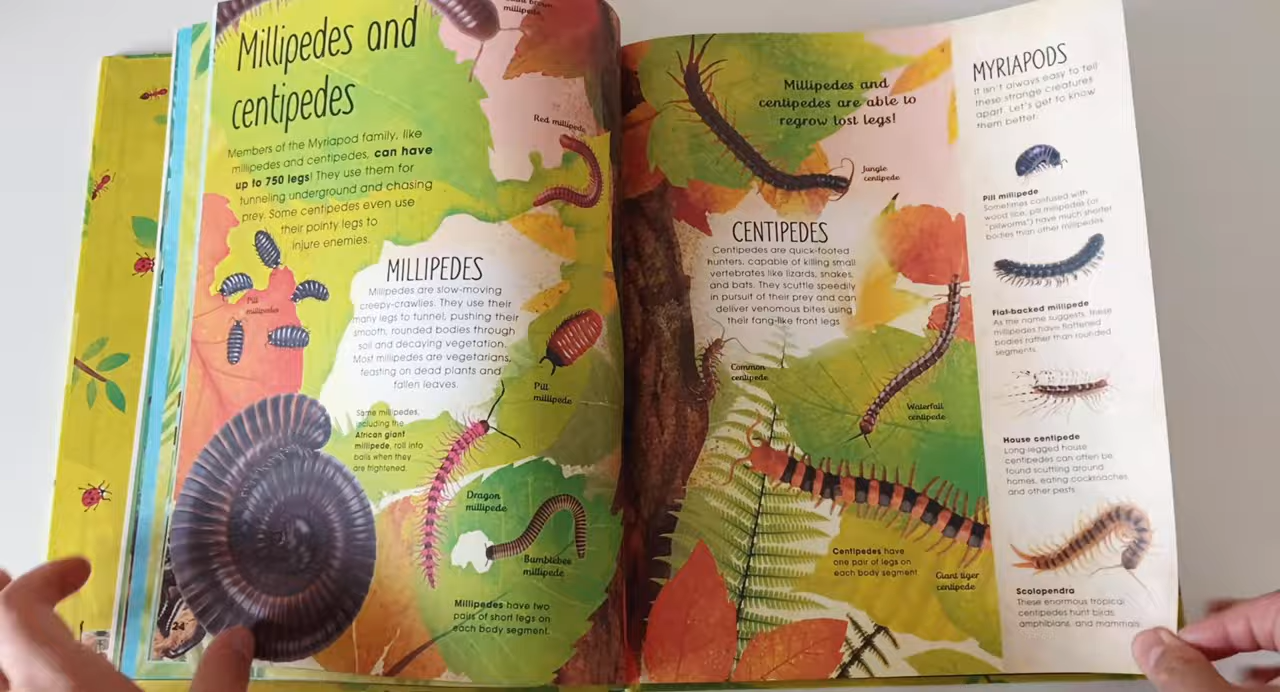 Millipedes and
centipedes
Members of the Myriapod family, like
millipedes and centipedes, can have
up to 750 legs! They use them for
tunneling underground and chasing
prey. Some centipedes even use
their pointy legs to
injure enemies.
millipede
Red millipede
Pill
millipedes
MILLIPEDES
Millipedes are slow-moving
creepy-crawlies. They use their
many legs to tunnel, pushing their
smooth, rounded bodies through
soil and decaying vegetation.
Most millipedes are vegetarians,
feasting on dead plants and
fallen leaves.
Pill
millipede
Some millipedes,
including the
African giant
millipede, roll into
balls when they
are frightened.
Dragon
millipede
Bumblebee
millipede
Millipedes have two
pairs of short legs on
each body segment.
24
Millipedes and
centipedes are able to
regrow lost legs!
Jungle
centipede
CENTIPEDES
Centipedes are quick-footed
hunters, capable of killing small
vertebrates like lizards, snakes,
and bats. They scuttle speedily
in pursuit of their prey and can
deliver venomous bites using
their fang-like front legs
Common
centipede
Waterfall
centipede
Centipedes have
one pair of legs on
each body segment
Giant tiger
centipede
MYRIAPODS
It isn't always easy to tell
these strange creatures
apart. Let's get to know
them better.
Pill millipede
Sometimes confused with
wood lice, pill millipedes (or
"pillworms") have much shorter
bodies than other millipedes.
Flat-backed millipede
As the name suggests, these
millipedes have flattened
bodies rather than rounded
segments.
House centipede
Long-legged house
centipedes can often be
found scuttling around
homes, eating cockroaches
and other pests
Scolopendra
These enormous tropical
centipedes hunt birds,
amphibians, and mammals.